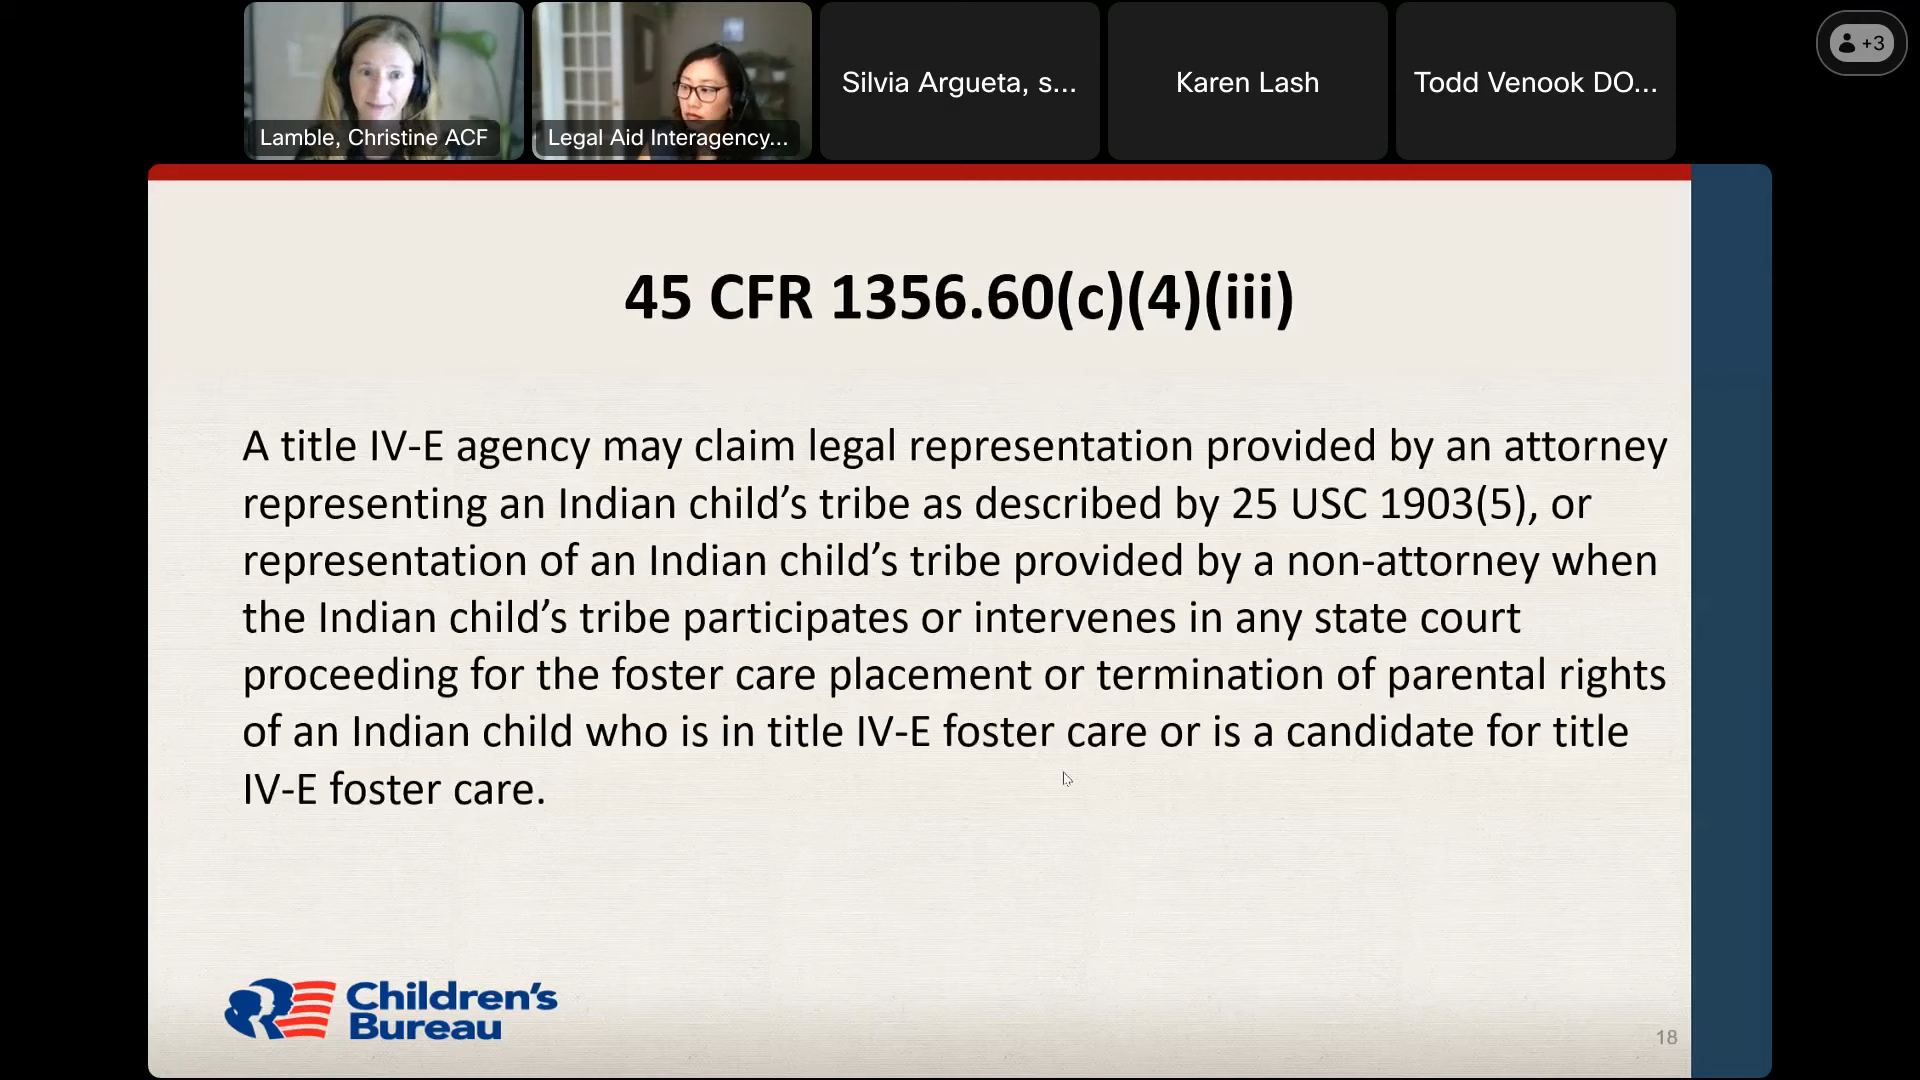 Lamble, Christine ACF
Legal Aid Interagency...
Silvia Argueta, s...
Karen Lash
Todd Venook DO...
+3
45 CFR 1356.60(c)(4)(iii)
A title IV-E agency may claim legal representation provided by an attorney
representing an Indian child’s tribe as described by 25 USC 1903(5), or
representation of an Indian child’s tribe provided by a non-attorney when
the Indian child’s tribe participates or intervenes in any state court
proceeding for the foster care placement or termination of parental rights
of an Indian child who is in title IV-E foster care or is a candidate for title
IV-E foster care.
Children's
Bureau
18